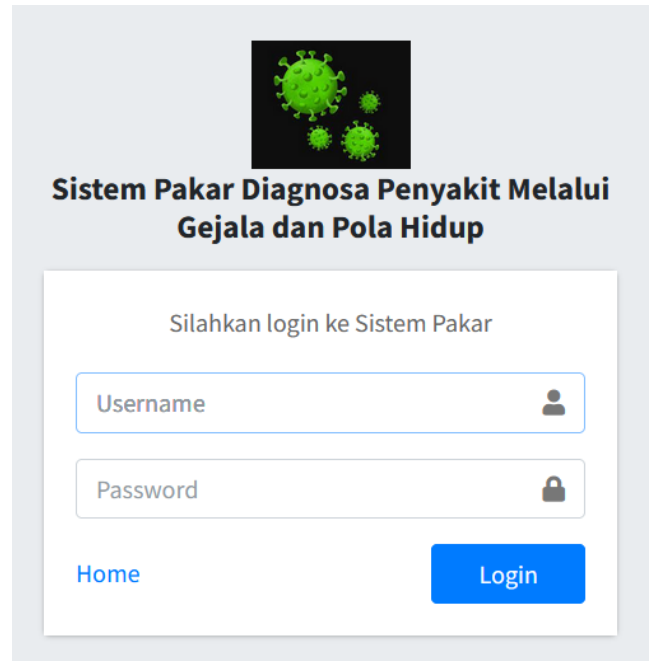 Sistem Pakar Diagnosa Penyakit Melalui
Gejala dan Pola Hidup
Silahkan login ke Sistem Pakar
Username
Password
Home
Login